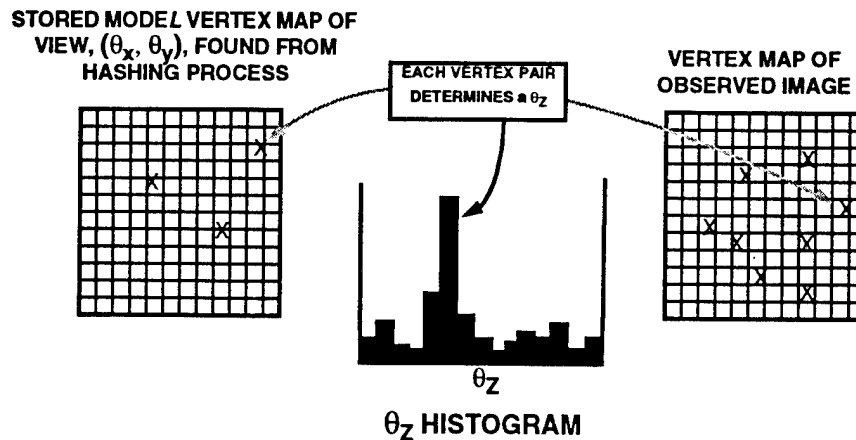 STORED MODEL VERTEX MAP OF
VIEW, (θx, θy), FOUND FROM
HASHING PROCESS
EACH VERTEX PAIR
DETERMINES a θz
VERTEX MAP OF
OBSERVED IMAGE
X
X
X
X
X
X
X
X
X
X
X
θz
θz HISTOGRAM